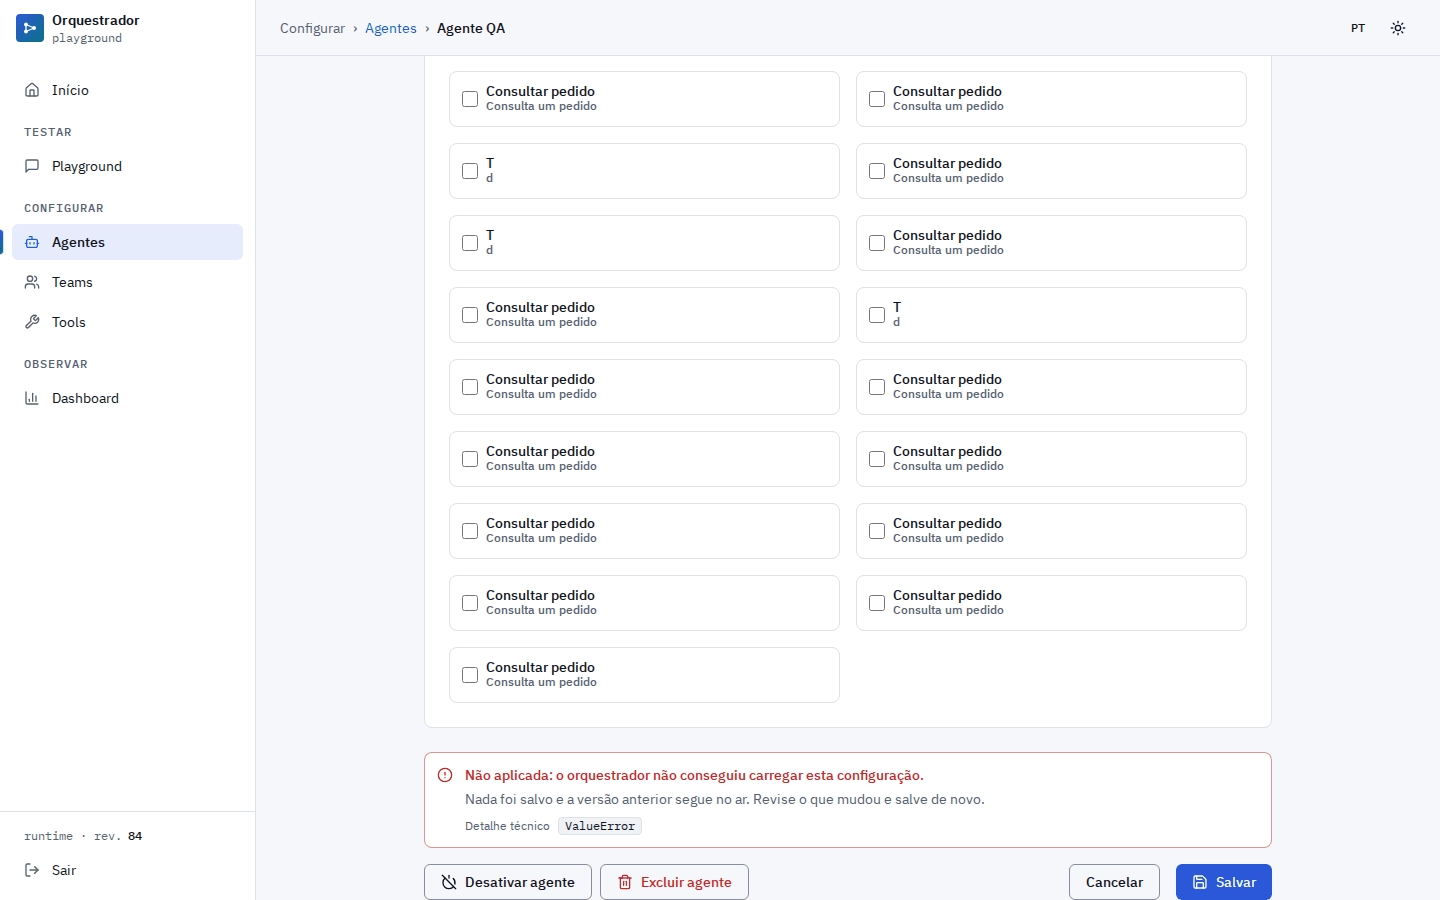 Orquestrador
playground
Início
TESTAR
Playground
CONFIGURAR
Agentes
Teams
Tools
OBSERVAR
Dashboard
runtime · rev. 84
Sair
Configurar › Agentes › Agente QA
PT
Consultar pedido
Consulta um pedido
Consultar pedido
Consulta um pedido
T
d
Consultar pedido
Consulta um pedido
T
d
Consultar pedido
Consulta um pedido
Consultar pedido
Consulta um pedido
T
d
Consultar pedido
Consulta um pedido
Consultar pedido
Consulta um pedido
Consultar pedido
Consulta um pedido
Consultar pedido
Consulta um pedido
Consultar pedido
Consulta um pedido
Consultar pedido
Consulta um pedido
Consultar pedido
Consulta um pedido
Consultar pedido
Consulta um pedido
Consultar pedido
Consulta um pedido
Não aplicada: o orquestrador não conseguiu carregar esta configuração.
Nada foi salvo e a versão anterior segue no ar. Revise o que mudou e salve de novo.
Detalhe técnico ValueError
Desativar agente
Excluir agente
Cancelar
Salvar